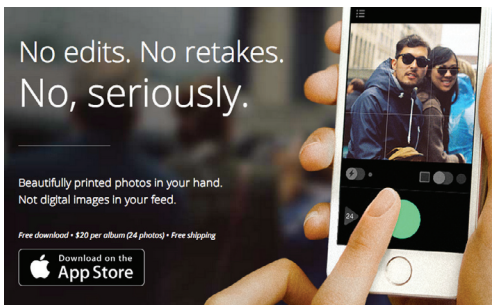 No edits. No retakes.
No, seriously.
Beautifully printed photos in your hand.
Not digital images in your feed.
Free download • $20 per album (24 photos) • Free shipping
Download on the
App Store
24